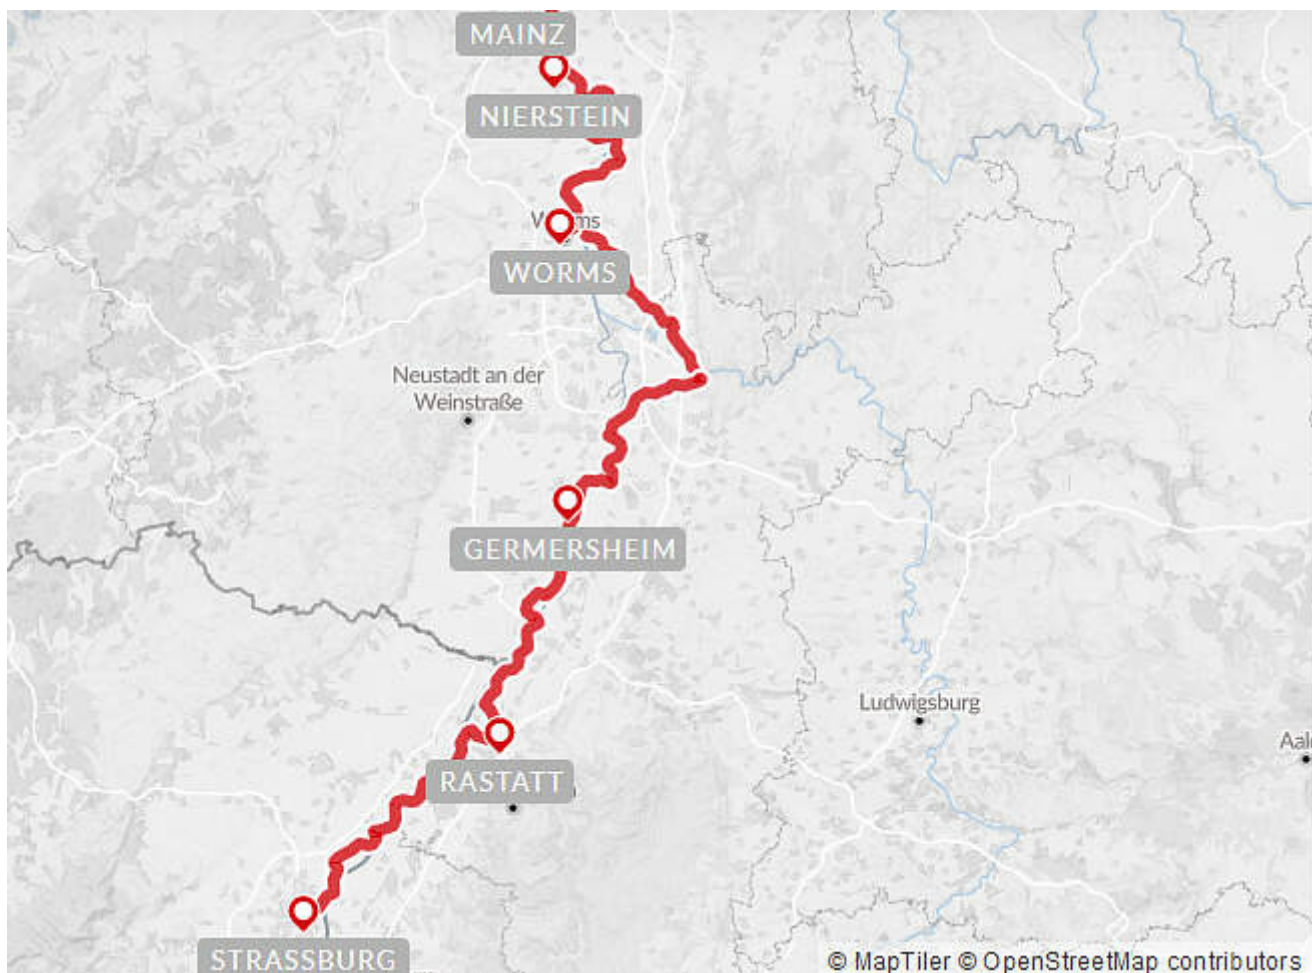 MAINZ
NIERSTEIN
WORMS
Neustadt an der
Weinstraße
GERMERSHEIM
Ludwigsburg
RASTATT
STRASSBURG
© MapTiler © OpenStreetMap contributors